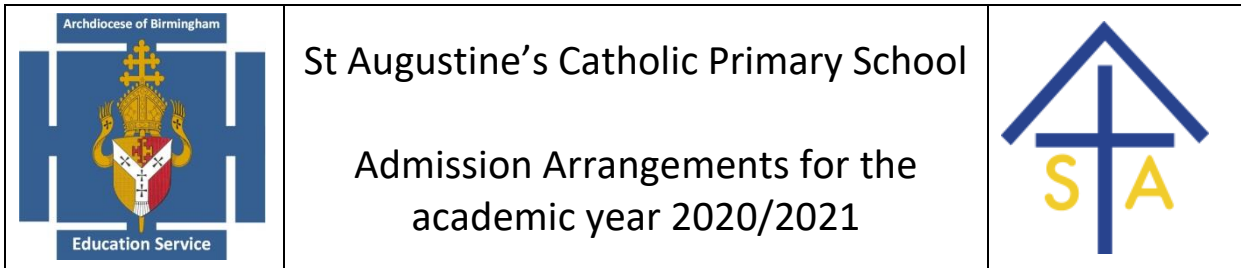 Archdiocese of Birmingham
Education Service
St Augustine’s Catholic Primary School
Admission Arrangements for the
academic year 2020/2021
S A